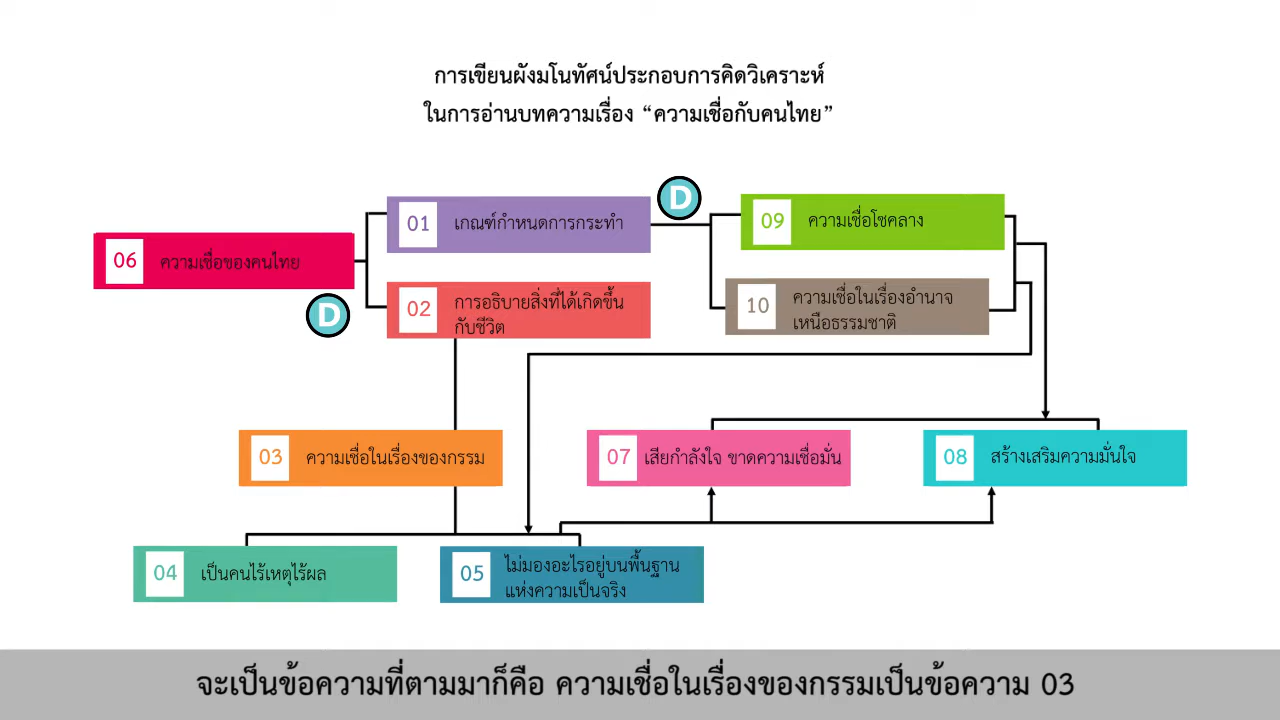 การเขียนผังมโนทัศน์ประกอบการคิดวิเคราะห์
ในการอ่านบทความเรื่อง “ความเชื่อกับคนไทย”
D
01 เกณฑ์กำหนดการกระทำ
09 ความเชื่อโชคลาง
06 ความเชื่อของคนไทย
D
02 การอธิบายสิ่งที่ได้เกิดขึ้น
กับชีวิต
10 ความเชื่อในเรื่องอำนาจ
เหนือธรรมชาติ
03 ความเชื่อในเรื่องของกรรม
07 เสียกำลังใจ ขาดความเชื่อมั่น
08 สร้างเสริมความมั่นใจ
04 เป็นคนไร้เหตุไร้ผล
05 ไม่มองอะไรอยู่บนพื้นฐาน
แห่งความเป็นจริง
จะเป็นข้อความที่ตามมาก็คือ ความเชื่อในเรื่องของกรรมเป็นข้อความ 03